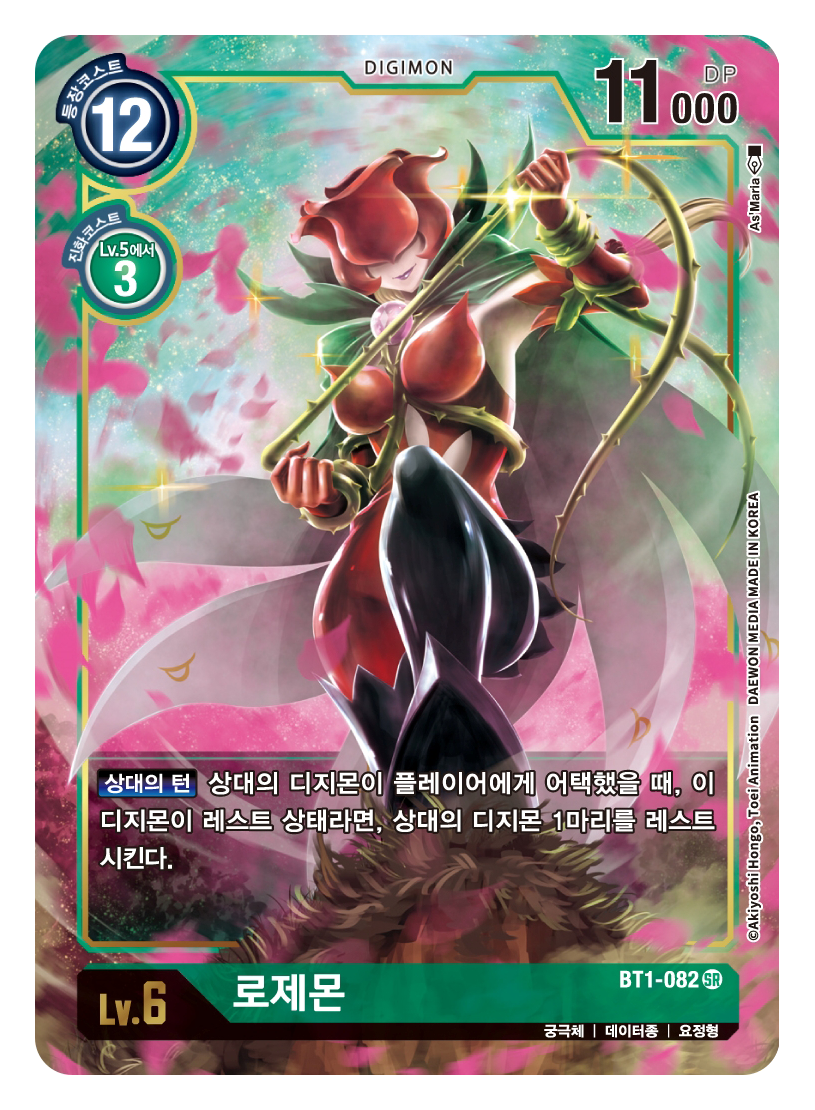 DIGIMON
등장코스트
12
11000
DP
진화코스트
Lv.5에서
3
As'Maria
상대의 턴 상대의 디지몬이 플레이어에게 어택했을 때, 이
디지몬이 레스트 상태라면, 상대의 디지몬 1마리를 레스트
시킨다.
©Akiyoshi Hongo, Toei Animation DAEWON MEDIA MADE IN KOREA
Lv.6
로제몬
BT1-082 SR
궁극체 | 데이터종 | 요정형